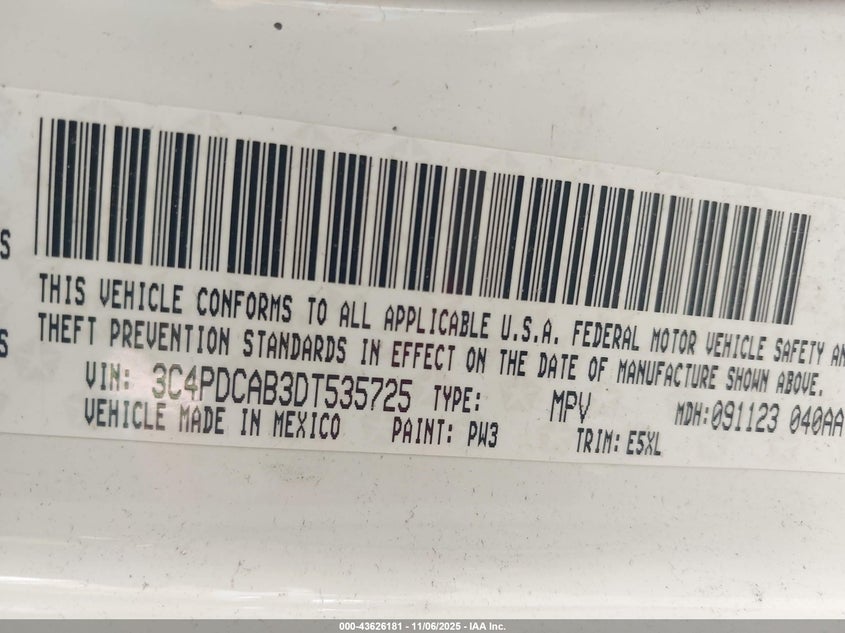 S
THIS VEHICLE CONFORMS TO ALL APPLICABLE U.S.A. FEDERAL MOTOR VEHICLE SAFETY AN
S THEFT PREVENTION STANDARDS IN EFFECT ON THE DATE OF MANUFACTURE SHOWN ABOVE.
VIN: 3C4PDCAB3DT535725 TYPE: MPV MDH:091123 040AA
VEHICLE MADE IN MEXICO PAINT: PW3 TRIM: E5XL
000-43626181 - 11/06/2025 - IAA Inc.